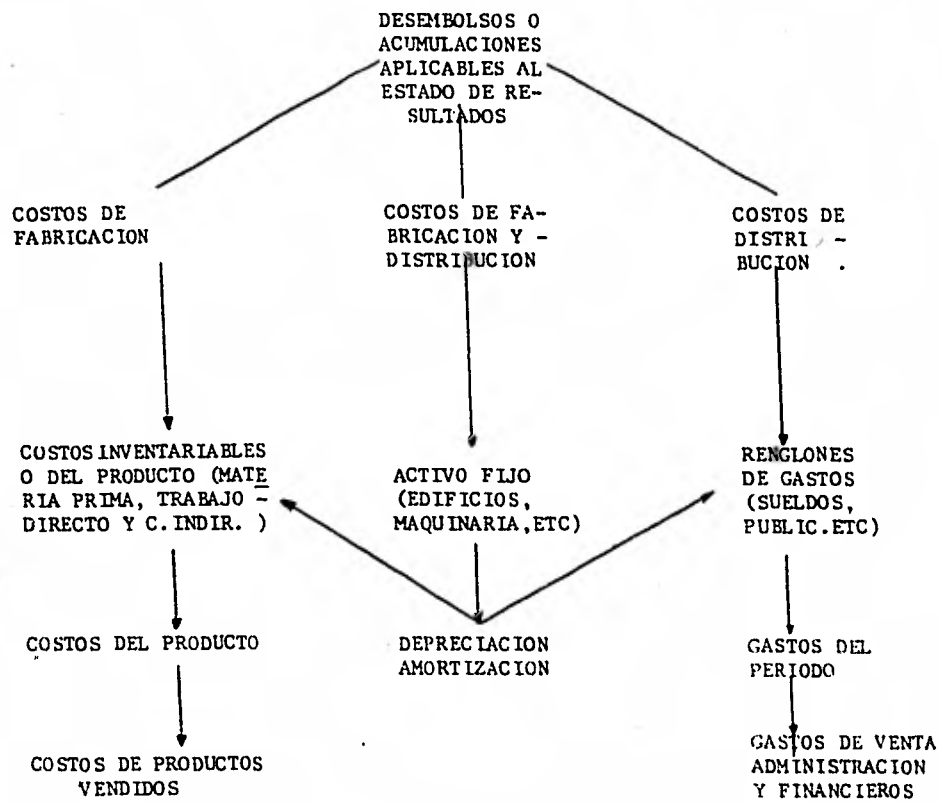 DESEMBOLSOS O
ACUMULACIONES
APLICABLES AL
ESTADO DE RE-
SULTADOS
COSTOS DE
FABRICACION
COSTOS DE FA-
BRICACION Y -
DISTRIBUCION
COSTOS DE
DISTRI -
BUCION .
COSTOS INVENTARIABLES
O DEL PRODUCTO (MATE
RIA PRIMA, TRABAJO -
DIRECTO Y C.INDIR. )
ACTIVO FIJO
(EDIFICIOS,
MAQUINARIA,ETC)
RENGLONES
DE GASTOS
(SUELDOS,
PUBLIC.ETC)
COSTOS DEL PRODUCTO
DEPRECIACION
AMORTIZACION
GASTOS DEL
PERIODO
COSTOS DE PRODUCTOS
VENDIDOS
GASTOS DE VENTA
ADMINISTRACION
Y FINANCIEROS